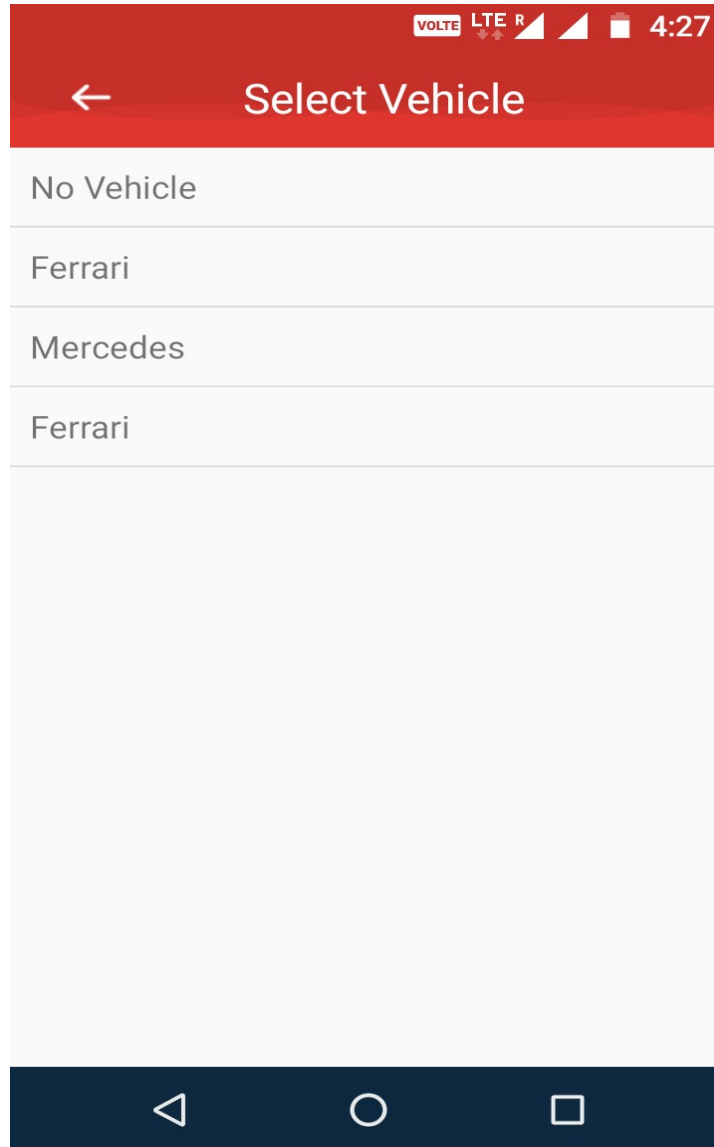 VOLTE LTE R 4:27
Select Vehicle
No Vehicle
Ferrari
Mercedes
Ferrari